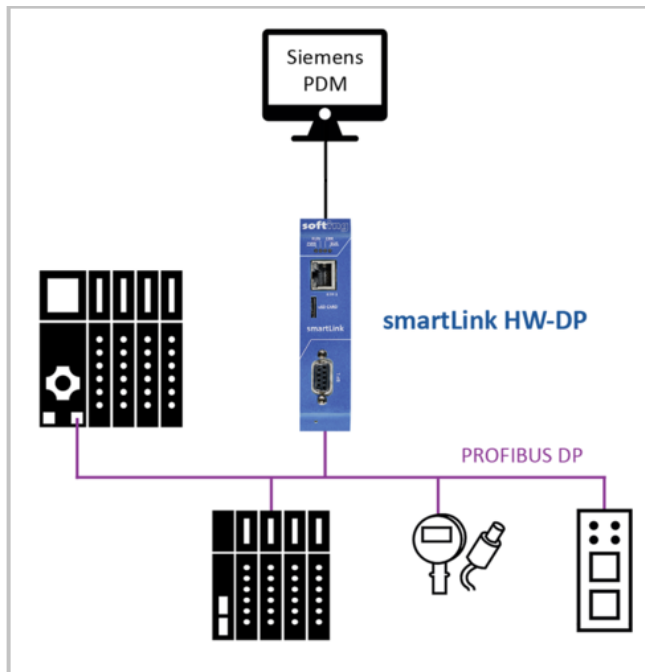 Siemens
PDM
softing
smartLink
smartLink HW-DP
PROFIBUS DP